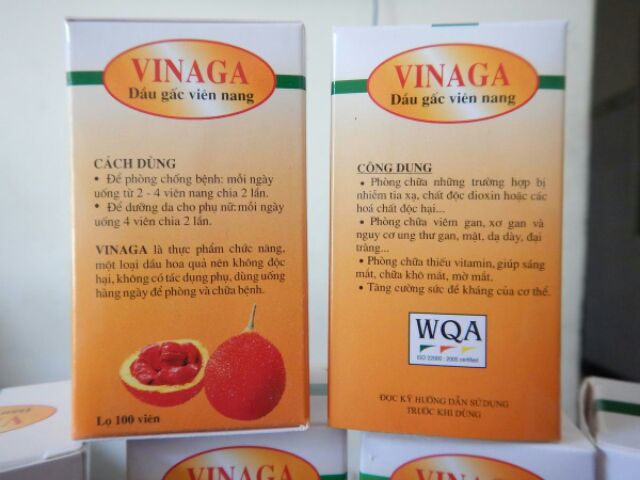 VINAGA
Dầu gấc viên nang
CÁCH DÙNG
• Để phòng chống bệnh: mỗi ngày
uống từ 2 - 4 viên nang chia 2 lần.
• Để dưỡng da cho phụ nữ: mỗi ngày
uống 4 viên chia 2 lần.
VINAGA là thực phẩm chức năng,
một loại dầu hoa quả nên không độc
hại, không có tác dụng phụ, dùng uống
hàng ngày để phòng và chữa bệnh.
Lọ 100 viên
VINAGA
Dầu gấc viên nang
CÔNG DỤNG
• Phòng chữa những trường hợp bị
nhiễm tia xạ, chất độc dioxin hoặc các
hoá chất độc hại...
• Phòng chữa viêm gan, xơ gan và
nguy cơ ung thư gan, mật, dạ dày, đại
tràng...
• Phòng chữa thiếu vitamin, giúp sáng
mắt, chữa khô mắt, mờ mắt.
• Tăng cường sức đề kháng của cơ thể.
WQA
ISO 22000 : 2005 certified
ĐỌC KỸ HƯỚNG DẪN SỬ DỤNG
TRƯỚC KHI DÙNG
VINAGA
VINAGA